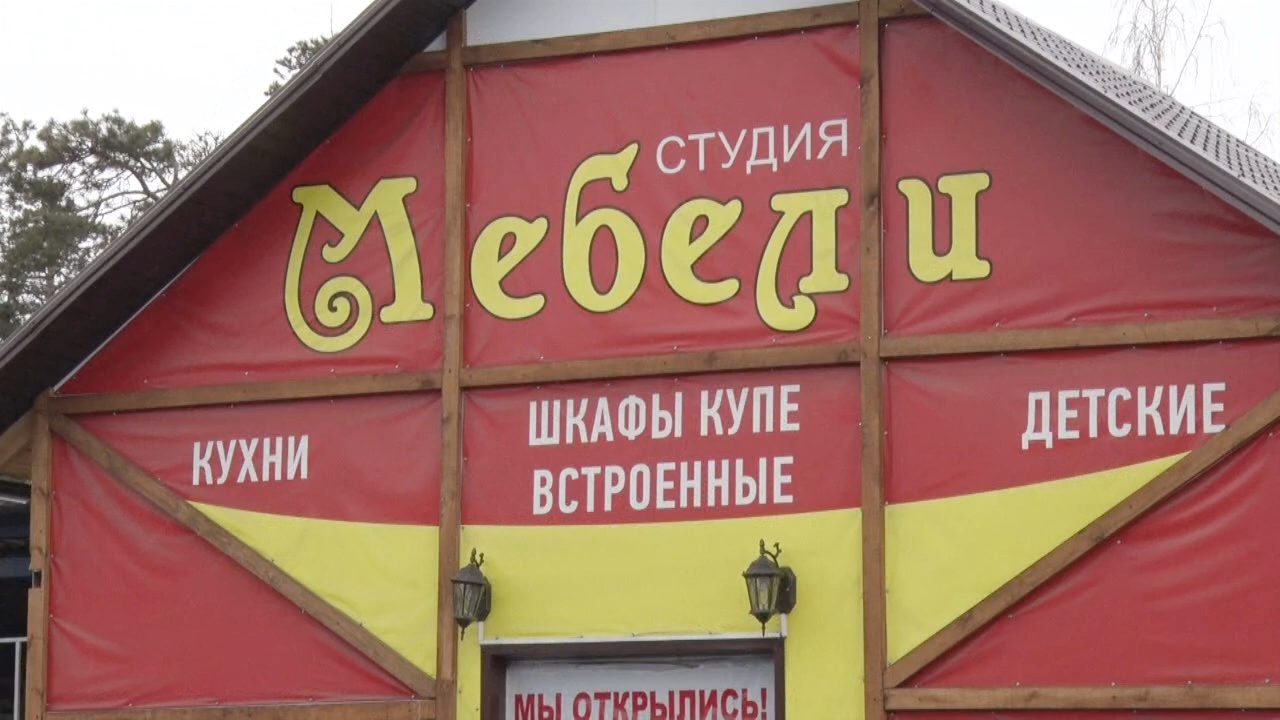 СТУДИЯ
Мебели
КУХНИ
ШКАФЫ КУПЕ
ВСТРОЕННЫЕ
ДЕТСКИЕ
МЫ ОТКРЫЛИСЬ!